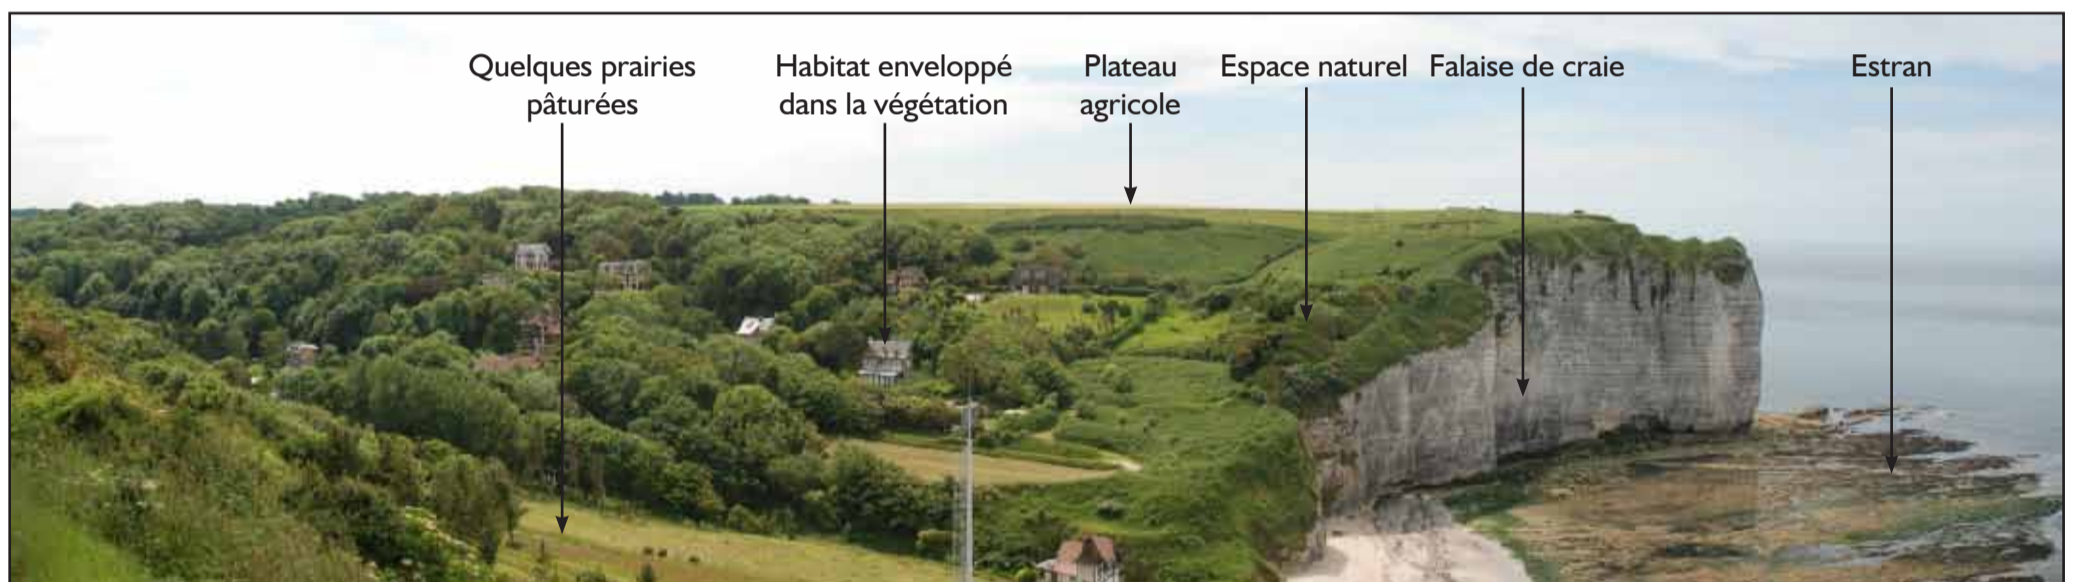 Quelques prairies
pâturées
Habitat enveloppé
dans la végétation
Plateau
agricole
Espace naturel
Falaise de craie
Estran